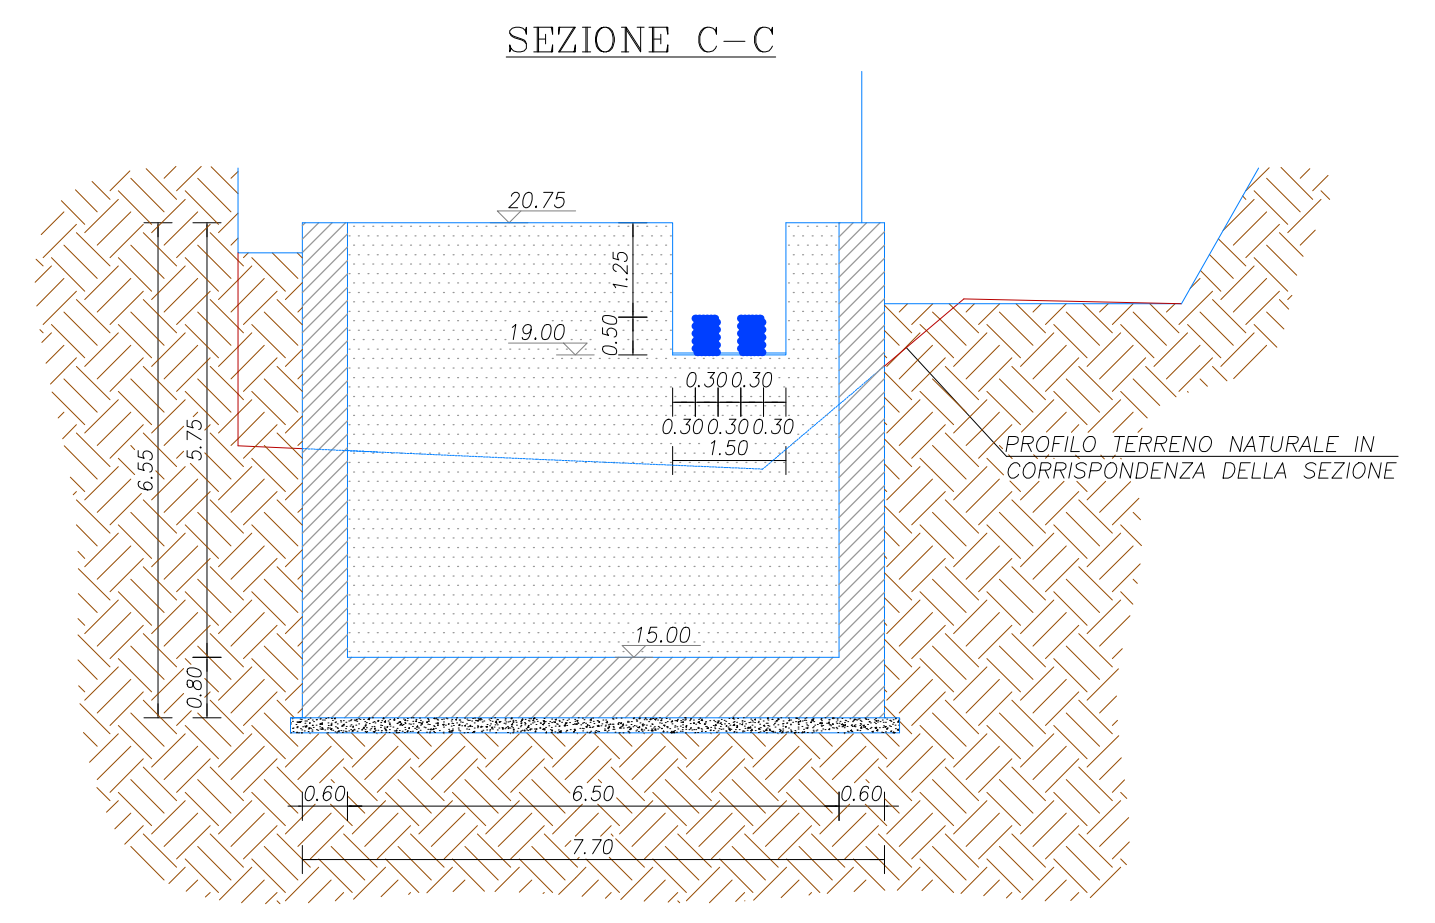 SEZIONE C-C
20.75
1.25
19.00
0.50
0.30 0.30
0.30 0.30 0.30
1.50
PROFILO TERRENO NATURALE IN
CORRISPONDENZA DELLA SEZIONE
6.55
5.75
15.00
0.80
0.60 6.50 0.60
7.70